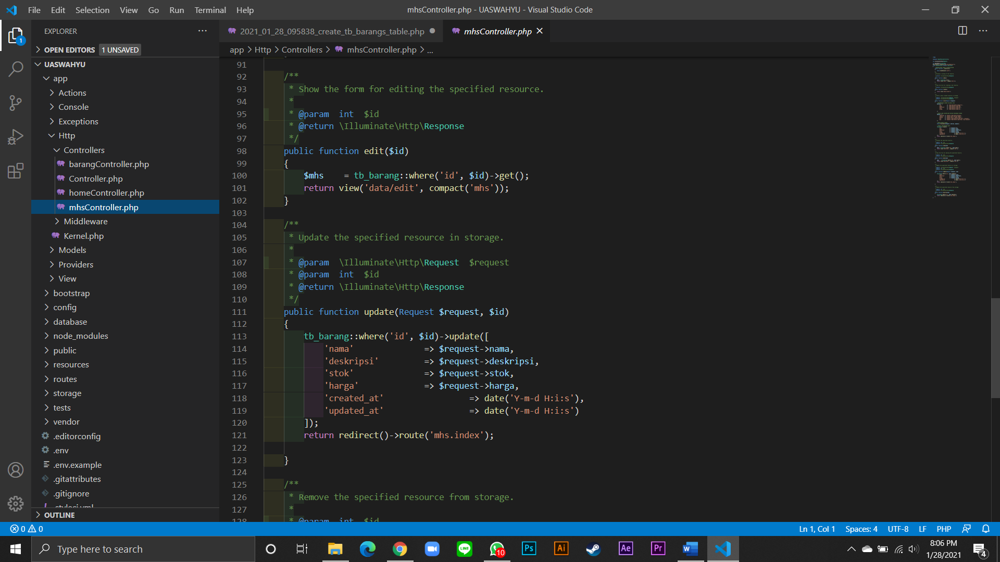 File Edit Selection View Go Run Terminal Help
mhsController.php - UASWAHYU - Visual Studio Code
EXPLORER
OPEN EDITORS 1 UNSAVED
UASWAHYU
app
Actions
Console
Exceptions
Http
Controllers
barangController.php
Controller.php
homeController.php
mhsController.php
Middleware
Kernel.php
Models
Providers
View
bootstrap
config
database
node_modules
public
resources
routes
storage
tests
vendor
.editorconfig
.env
.env.example
.gitattributes
.gitignore
.styleci.yml
OUTLINE
1
2021_01_28_095838_create_tb_barangs_table.php
mhsController.php
app > Http > Controllers > mhsController.php > ...
91
92 /**
93 * Show the form for editing the specified resource.
94 *
95 * @param int $id
96 * @return \Illuminate\Http\Response
97 */
98 public function edit($id)
99 {
100 $mhs = tb_barang::where('id', $id)->get();
101 return view('data/edit', compact('mhs'));
102 }
103
104 /**
105 * Update the specified resource in storage.
106 *
107 * @param \Illuminate\Http\Request $request
108 * @param int $id
109 * @return \Illuminate\Http\Response
110 */
111 public function update(Request $request, $id)
112 {
113 tb_barang::where('id', $id)->update([
114 'nama' => $request->nama,
115 'deskripsi' => $request->deskripsi,
116 'stok' => $request->stok,
117 'harga' => $request->harga,
118 'created_at' => date('Y-m-d H:i:s'),
119 'updated_at' => date('Y-m-d H:i:s')
120 ]);
121 return redirect()->route('mhs.index');
122
123 }
124
125 /**
126 * Remove the specified resource from storage.
127 *
128 * @param int $id
0 0
Ln 1, Col 1 Spaces: 4 UTF-8 LF PHP
Type here to search
LINE
10
Ps
Ai
Ae
Pr
W
8:06 PM
1/28/2021
4